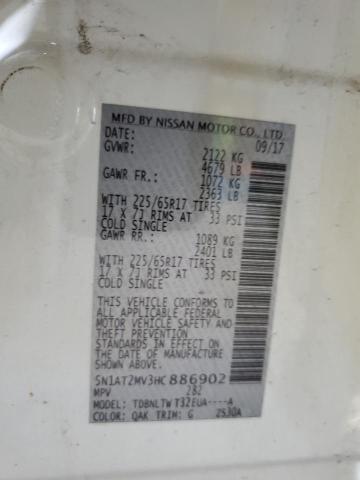 MFD BY NISSAN MOTOR CO., LTD.
DATE: 09/17
GVWR: 2122 KG
4679 LB
GAWR FR.: 1072 KG
2363 LB
WITH 225/65R17 TIRES
17 X 7J RIMS AT 33 PSI
COLD SINGLE
GAWR RR.: 1089 KG
2401 LB
WITH 225/65R17 TIRES
17 X 7J RIMS AT 33 PSI
COLD SINGLE
THIS VEHICLE CONFORMS TO
ALL APPLICABLE FEDERAL
MOTOR VEHICLE SAFETY
STANDARDS IN EFFECT ON
THE DATE OF MANUFACTURE
SHOWN ABOVE.
5N1AT2MV3HC886902
MPV 282
MODEL: TDBNLTW T32EUA----A
COLOR: QAK TRIM: G 2530A